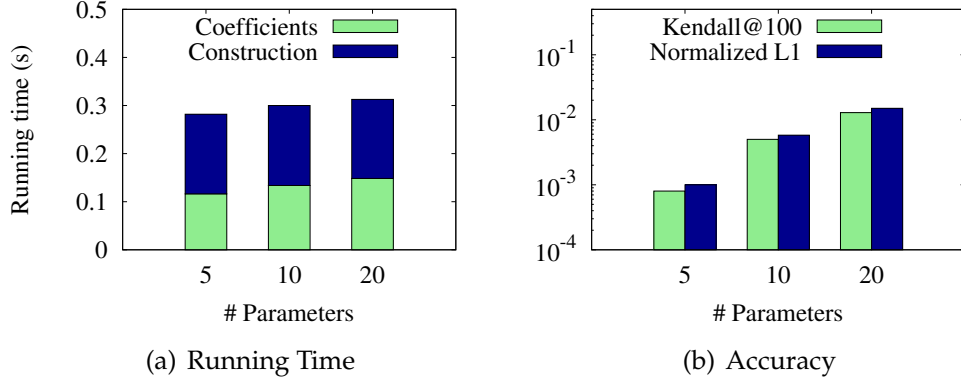 Running time (s)
0.5
0.4
0.3
0.2
0.1
0
Coefficients
Construction
5 10 20
# Parameters
(a) Running Time
10-1
10-2
10-3
10-4
Kendall@100
Normalized L1
5 10 20
# Parameters
(b) Accuracy